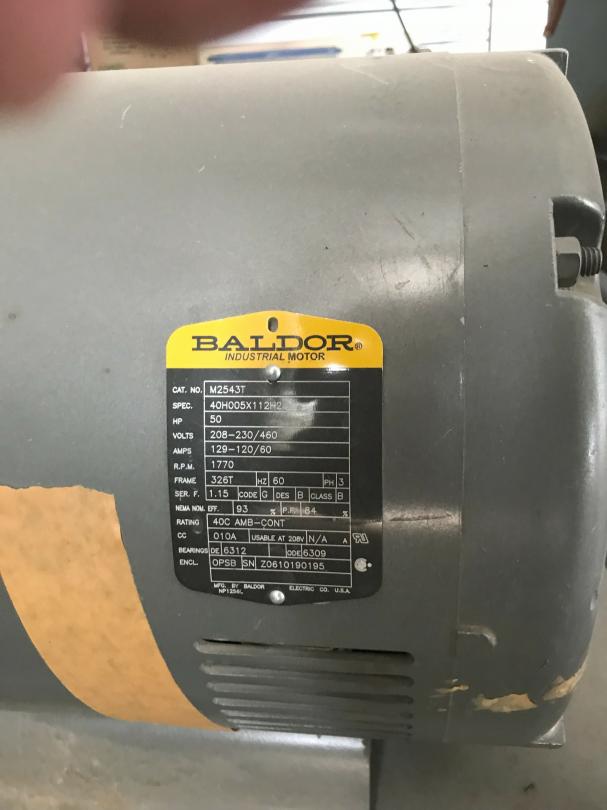 BALDOR®
INDUSTRIAL MOTOR
CAT. NO. M2543T
SPEC. 40H005X112H2
HP 50
VOLTS 208-230/460
AMPS 129-120/60
R.P.M. 1770
FRAME 326T HZ 60 PH 3
SER. F. 1.15 CODE G DES B CLASS B
NEMA NOM. EFF. 93 % P.F. 84 %
RATING 40C AMB-CONT
CC 010A USABLE AT 208V N/A A
BEARINGS DE 6312 ODE 6309
ENCL. OPSB SN Z0610190195
MFG. BY BALDOR ELECTRIC CO. U.S.A.